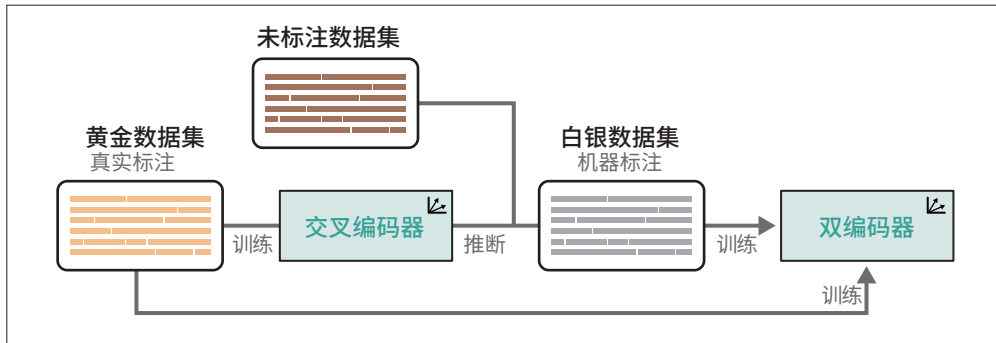 未标注数据集
黄金数据集
真实标注
白银数据集
机器标注
训练
交叉编码器
推断
训练
双编码器
训练